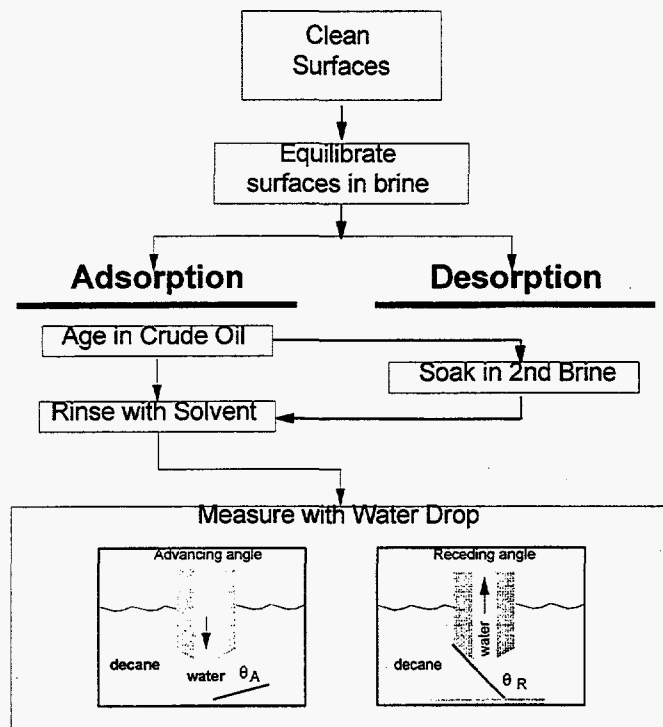 Clean
Surfaces
Equilibrate
surfaces in brine
Adsorption
Desorption
Age in Crude Oil
Soak in 2nd Brine
Rinse with Solvent
Measure with Water Drop
Advancing angle
decane
water
θA
Receding angle
water
decane
θR